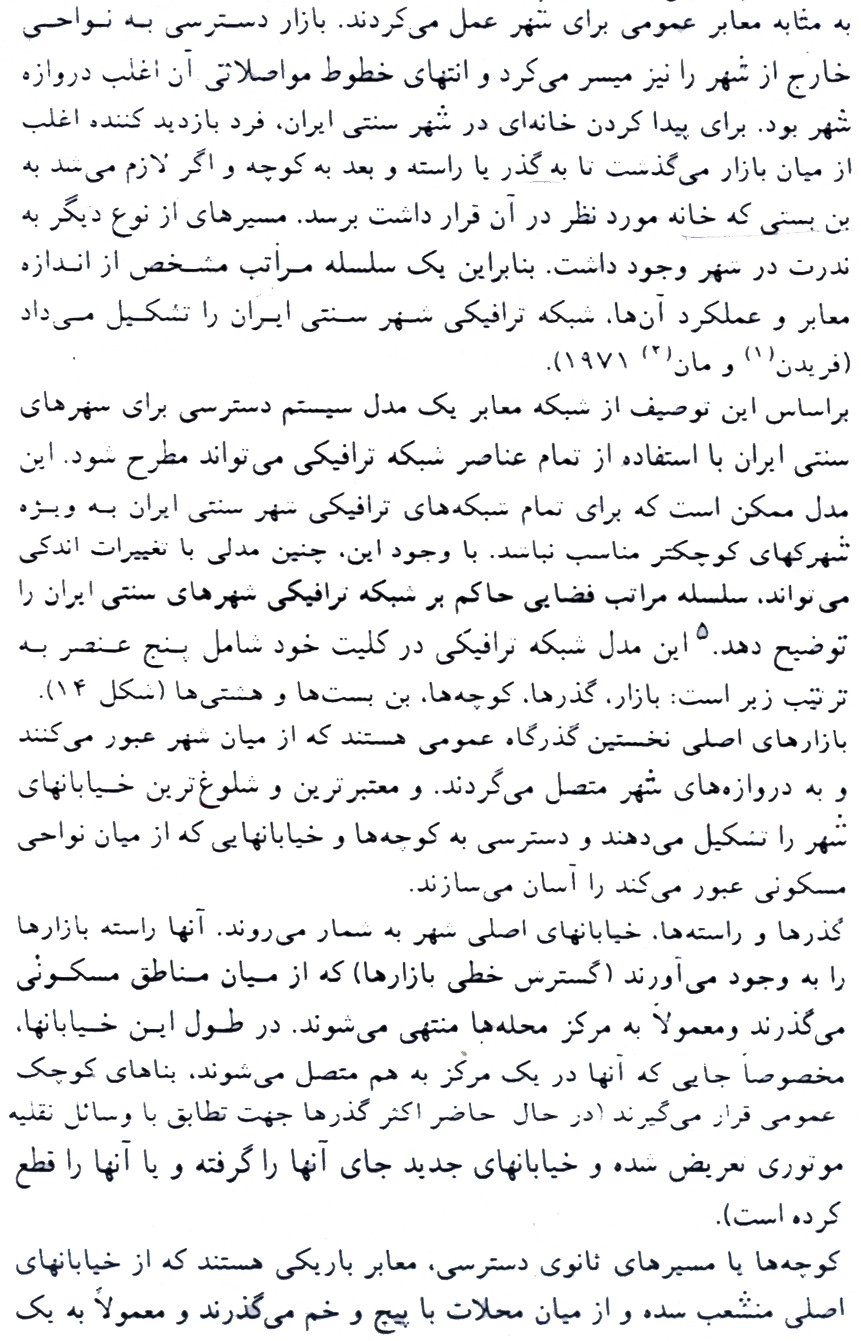 به مثابه معابر عمومی برای شهر عمل می‌کردند. بازار دسترسی به نواحی
خارج از شهر را نیز میسر می‌کرد و انتهای خطوط مواصلاتی آن اغلب دروازه
شهر بود. برای پیدا کردن خانه‌ای در شهر سنتی ایران، فرد بازدید کننده اغلب
از میان بازار می‌گذشت تا به گذر یا راسته و بعد به کوچه و اگر لازم می‌شد به
بن بستی که خانه مورد نظر در آن قرار داشت برسد. مسیرهای از نوع دیگر به
ندرت در شهر وجود داشت. بنابراین یک سلسله مراتب مشخص از اندازه
معابر و عملکرد آن‌ها، شبکه ترافیکی شهر سنتی ایران را تشکیل می‌داد
(فریدن(۱) و مان(۲) ۱۹۷۱).
براساس این توصیف از شبکه معابر یک مدل سیستم دسترسی برای شهرهای
سنتی ایران با استفاده از تمام عناصر شبکه ترافیکی می‌تواند مطرح شود. این
مدل ممکن است که برای تمام شبکه‌های ترافیکی شهر سنتی ایران به ویژه
شهرکهای کوچکتر مناسب نباشد. با وجود این، چنین مدلی با تغییرات اندکی
می‌تواند، سلسله مراتب فضایی حاکم بر شبکه ترافیکی شهرهای سنتی ایران را
توضیح دهد.۵ این مدل شبکه ترافیکی در کلیت خود شامل پنج عنصر به
ترتیب زیر است: بازار، گذرها، کوچه‌ها، بن بست‌ها و هشتی‌ها (شکل ۱۴).
بازارهای اصلی نخستین گذرگاه عمومی هستند که از میان شهر عبور می‌کنند
و به دروازه‌های شهر متصل می‌گردند. و معتبرترین و شلوغ‌ترین خیابانهای
شهر را تشکیل می‌دهند و دسترسی به کوچه‌ها و خیابانهایی که از میان نواحی
مسکونی عبور می‌کند را آسان می‌سازند.
گذرها و راسته‌ها، خیابانهای اصلی شهر به شمار می‌روند. آنها راسته بازارها
را به وجود می‌آورند (گسترش خطی بازارها) که از میان مناطق مسکونی
می‌گذرند ومعمولاً به مرکز محله‌ها منتهی می‌شوند. در طول این خیابانها،
مخصوصاً جایی که آنها در یک مرکز به هم متصل می‌شوند، بناهای کوچک
عمومی قرار می‌گیرند (در حال حاضر اکثر گذرها جهت تطابق با وسائل نقلیه
موتوری تعریض شده و خیابانهای جدید جای آنها را گرفته و یا آنها را قطع
کرده است).
کوچه‌ها یا مسیرهای ثانوی دسترسی، معابر باریکی هستند که از خیابانهای
اصلی منشعب شده و از میان محلات با پیچ و خم می‌گذرند و معمولاً به یک